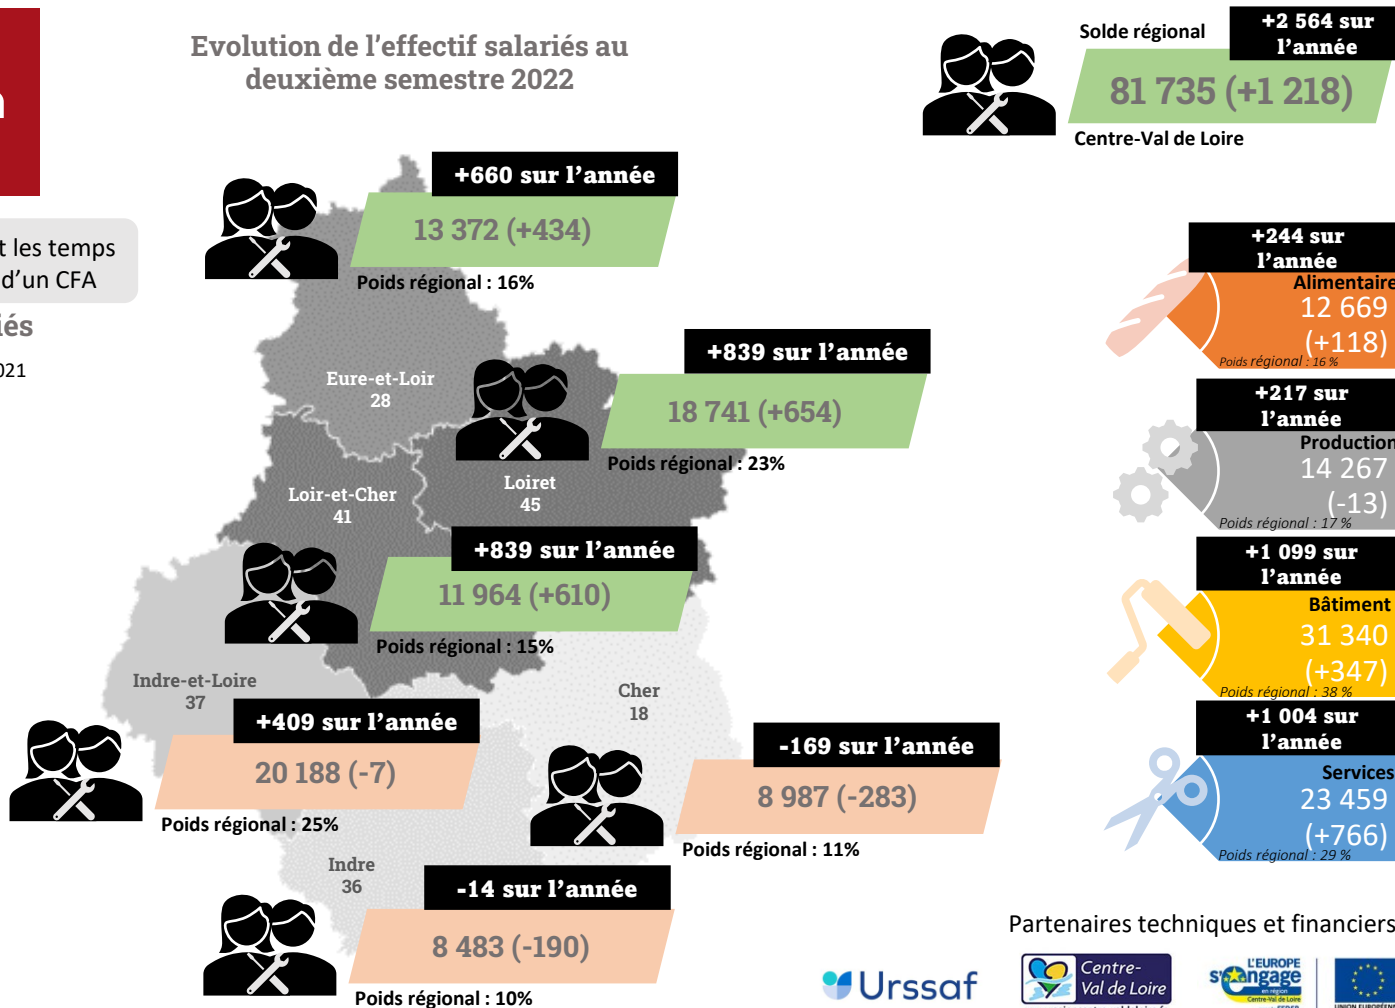 Evolution de l'effectif salariés au
deuxième semestre 2022
Solde régional
+2 564 sur
l'année
81 735 (+1 218)
Centre-Val de Loire
t les temps
d'un CFA
iés
021
+660 sur l'année
13 372 (+434)
Poids régional : 16%
Eure-et-Loir
28
+839 sur l'année
18 741 (+654)
Poids régional : 23%
Loiret
45
Loir-et-Cher
41
+839 sur l'année
11 964 (+610)
Poids régional : 15%
Indre-et-Loire
37
+409 sur l'année
20 188 (-7)
Poids régional : 25%
Cher
18
-169 sur l'année
8 987 (-283)
Poids régional : 11%
Indre
36
-14 sur l'année
8 483 (-190)
Poids régional : 10%
+244 sur
l'année
Alimentaire
12 669
(+118)
Poids régional : 16 %
+217 sur
l'année
Production
14 267
(-13)
Poids régional : 17 %
+1 099 sur
l'année
Bâtiment
31 340
(+347)
Poids régional : 38 %
+1 004 sur
l'année
Services
23 459
(+766)
Poids régional : 29 %
Partenaires techniques et financiers
Urssaf
Centre-
Val de Loire
L'EUROPE
s'engage
en région
Centre-Val de Loire